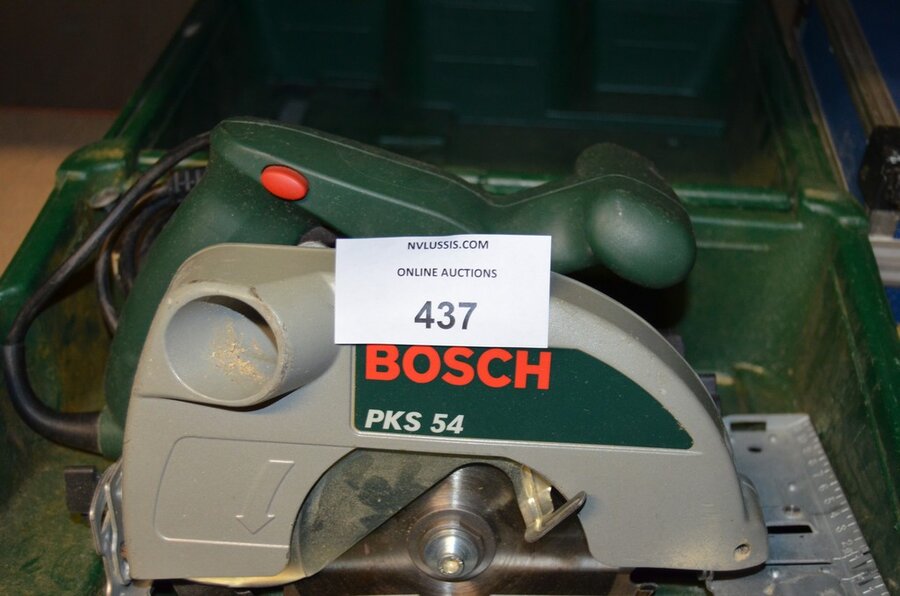 NVLUSSIS.COM
ONLINE AUCTIONS
437
BOSCH
PKS 54